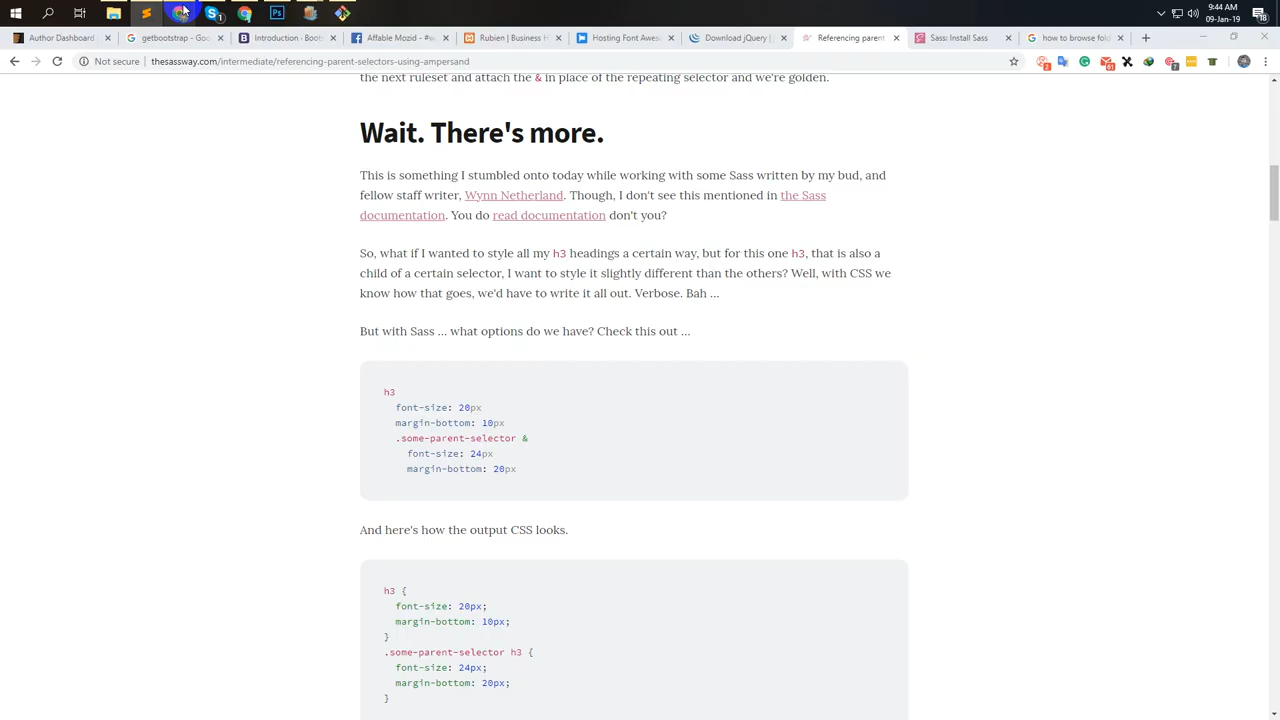 9:44 AM
09-Jan-19
18
1
Author Dashboard
getbootstrap - Goo
Introduction · Boots
Affable Mozid - #w
Rubien | Business H
Hosting Font Awes
Download jQuery |
Referencing parent
Sass: Install Sass
how to browse fold
Not secure | thesassway.com/intermediate/referencing-parent-selectors-using-ampersand
2
61
7
the next ruleset and attach the & in place of the repeating selector and we're golden.
Wait. There's more.
This is something I stumbled onto today while working with some Sass written by my bud, and
fellow staff writer, Wynn Netherland. Though, I don't see this mentioned in the Sass
documentation. You do read documentation don't you?
So, what if I wanted to style all my h3 headings a certain way, but for this one h3, that is also a
child of a certain selector, I want to style it slightly different than the others? Well, with CSS we
know how that goes, we'd have to write it all out. Verbose. Bah ...
But with Sass ... what options do we have? Check this out ...
h3
font-size: 20px
margin-bottom: 10px
.some-parent-selector &
font-size: 24px
margin-bottom: 20px
And here's how the output CSS looks.
h3 {
font-size: 20px;
margin-bottom: 10px;
}
.some-parent-selector h3 {
font-size: 24px;
margin-bottom: 20px;
}